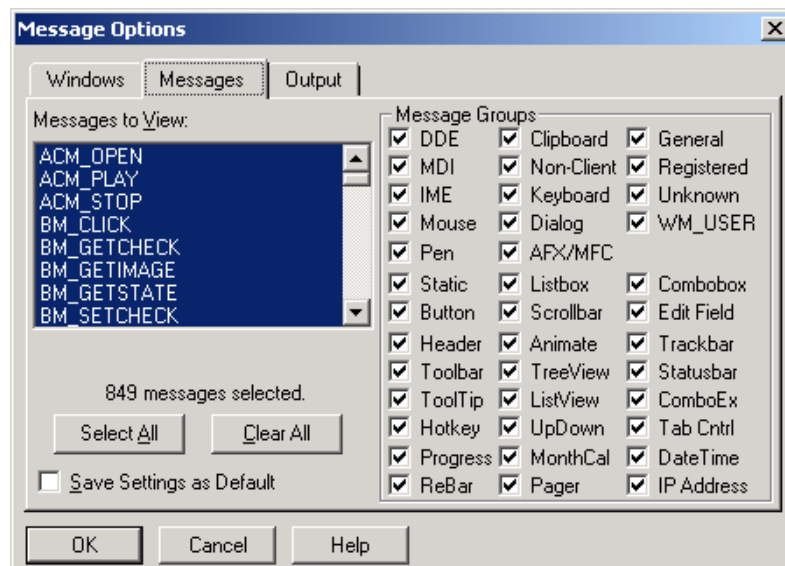 Message Options
Windows Messages Output
Messages to View:
ACM_OPEN
ACM_PLAY
ACM_STOP
BM_CLICK
BM_GETCHECK
BM_GETIMAGE
BM_GETSTATE
BM_SETCHECK
849 messages selected.
Select All Clear All
Save Settings as Default
Message Groups
DDE Clipboard General
MDI Non-Client Registered
IME Keyboard Unknown
Mouse Dialog WM_USER
Pen AFX/MFC
Static Listbox Combobox
Button Scrollbar Edit Field
Header Animate Trackbar
Toolbar TreeView Statusbar
ToolTip ListView ComboEx
Hotkey UpDown Tab Cntrl
Progress MonthCal DateTime
ReBar Pager IP Address
OK Cancel Help